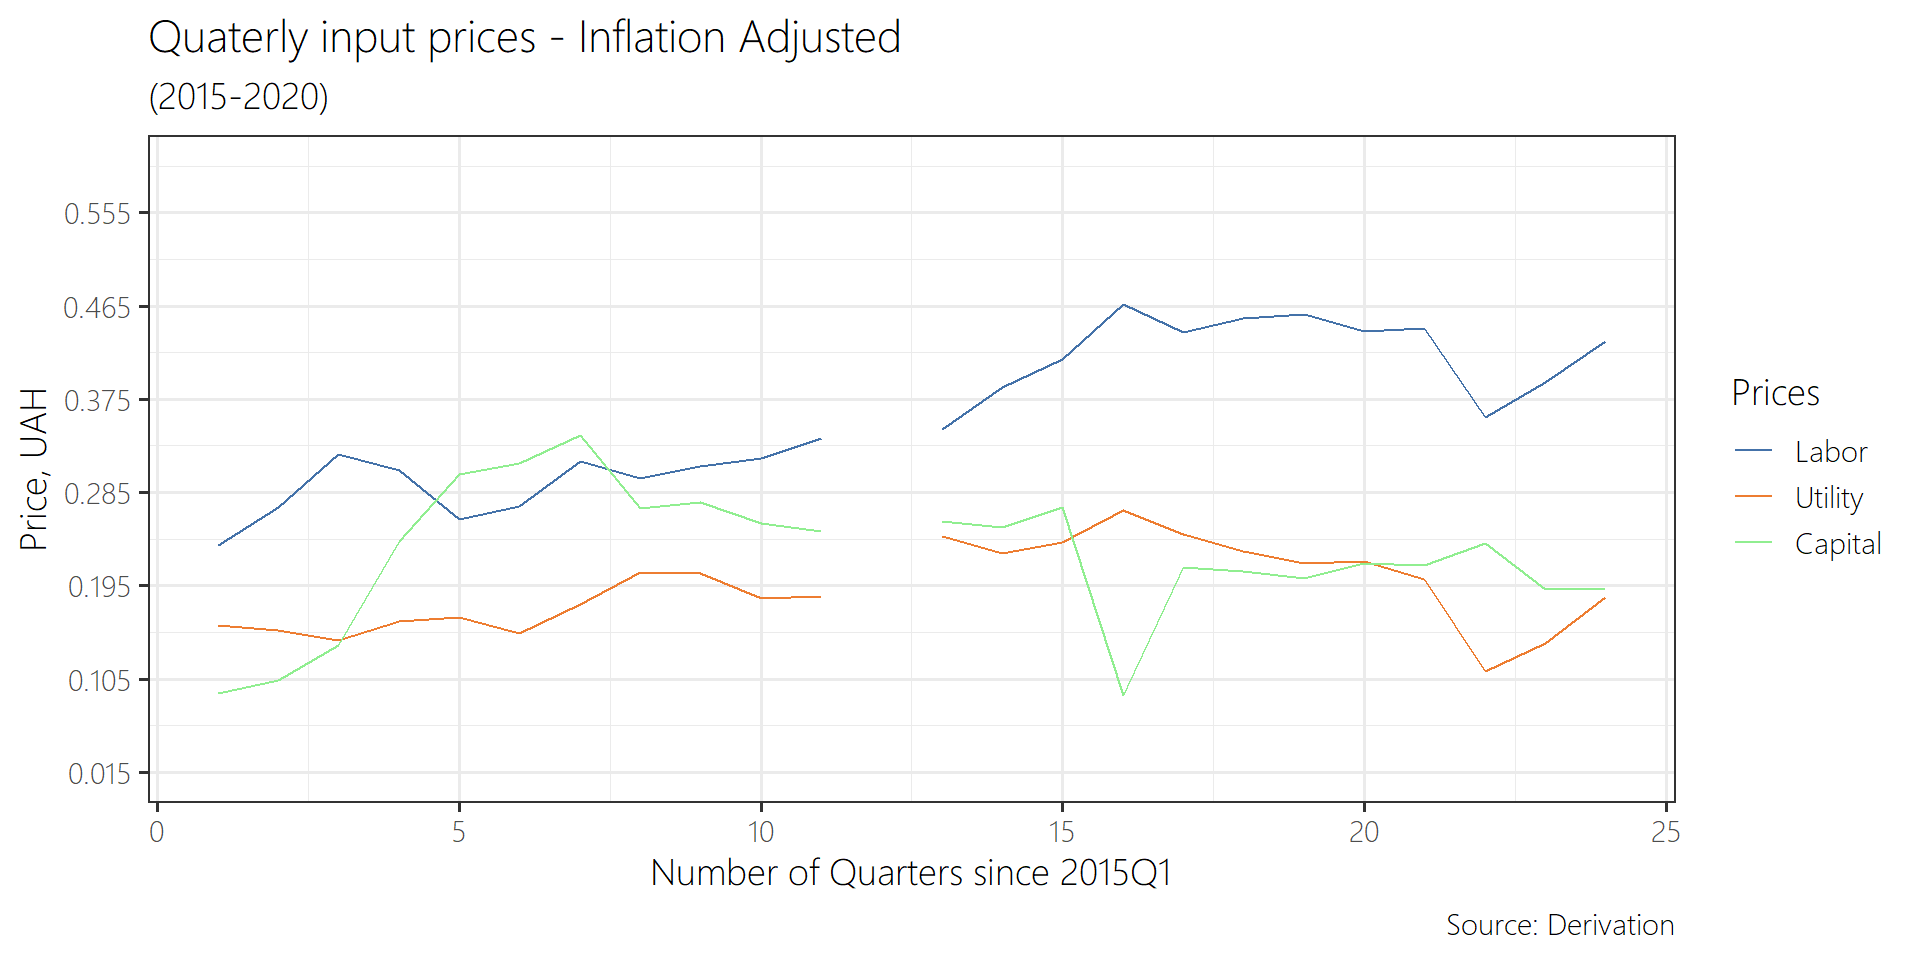 Quaterly input prices - Inflation Adjusted
(2015-2020)
Price, UAH
0.555
0.465
0.375
0.285
0.195
0.105
0.015
0 5 10 15 20 25
Number of Quarters since 2015Q1
Prices
Labor
Utility
Capital
Source: Derivation